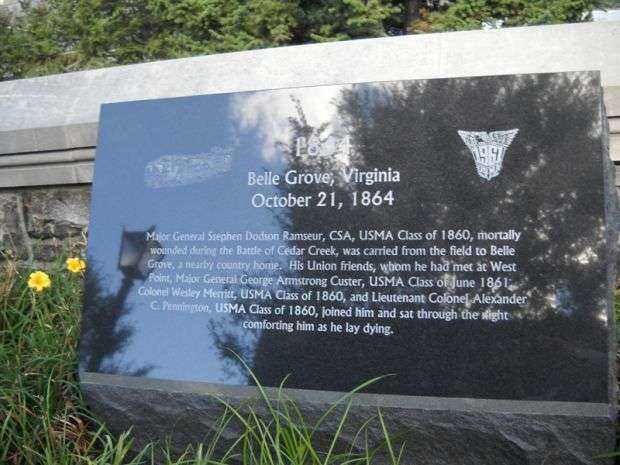 1864
Belle Grove, Virginia
October 21, 1864
Major General Stephen Dodson Ramseur, CSA, USMA Class of 1860, mortally
wounded during the Battle of Cedar Creek, was carried from the field to Belle
Grove, a nearby country home. His Union friends, whom he had met at West
Point, Major General George Armstrong Custer, USMA Class of June 1861,
Colonel Wesley Merritt, USMA Class of 1860, and Lieutenant Colonel Alexander
C. Pennington, USMA Class of 1860, joined him and sat through the night
comforting him as he lay dying.
1961